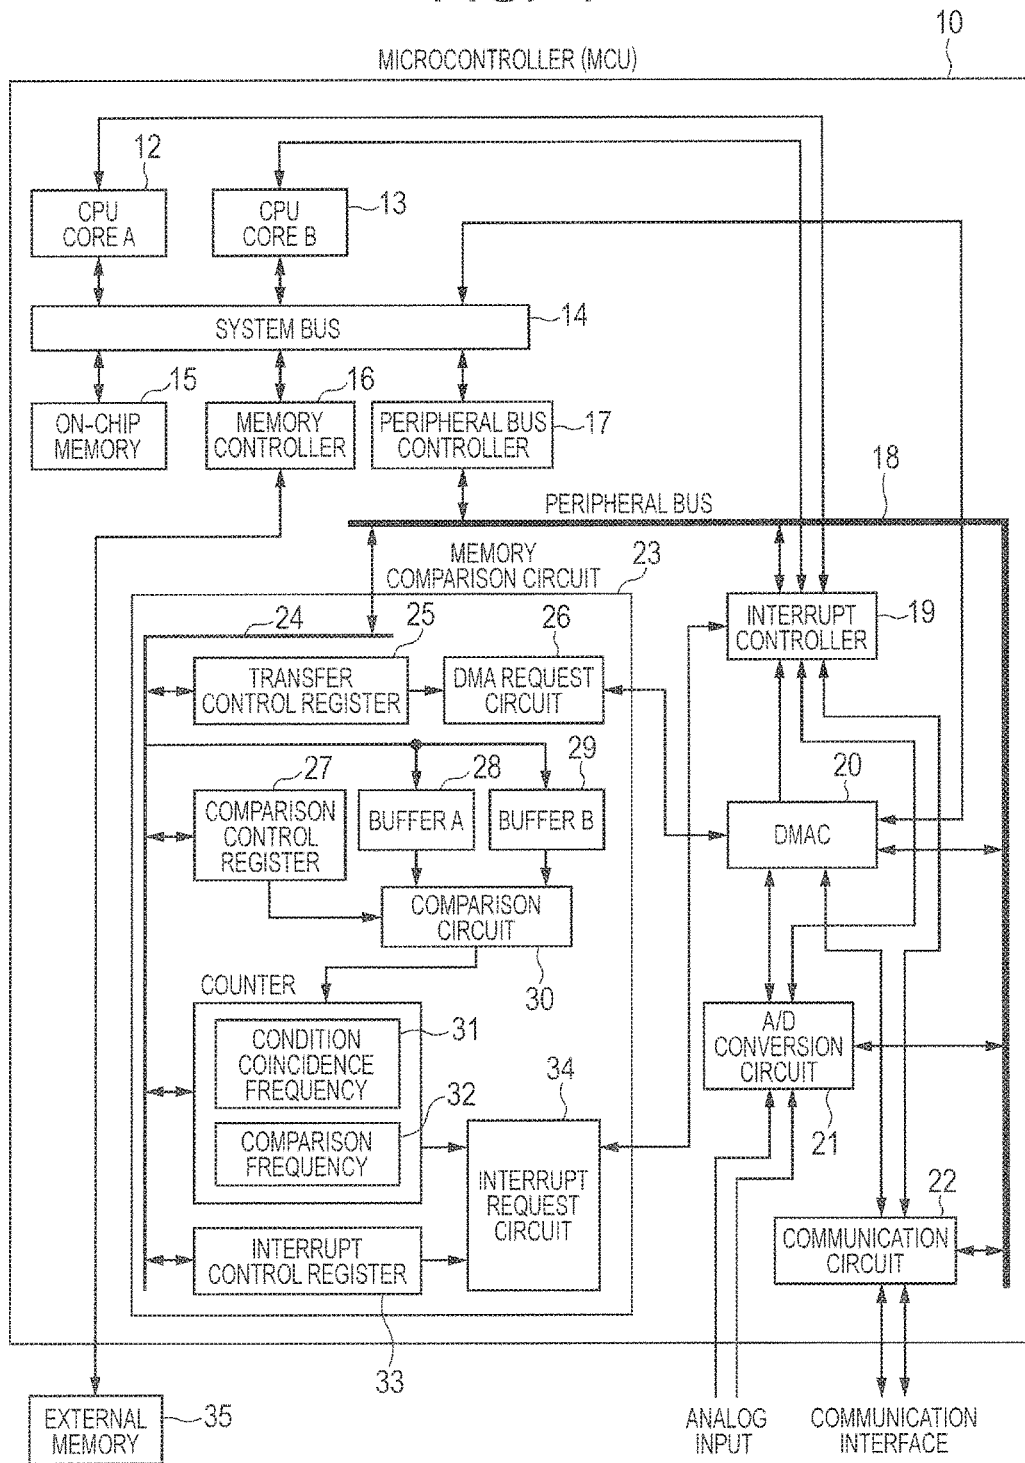 10
MICROCONTROLLER (MCU)
12
CPU
CORE A
CPU
CORE B
13
SYSTEM BUS
14
15
16
ON-CHIP
MEMORY
MEMORY
CONTROLLER
PERIPHERAL BUS
CONTROLLER
17
18
PERIPHERAL BUS
MEMORY
COMPARISON CIRCUIT
23
24
25
26
INTERRUPT
CONTROLLER
19
TRANSFER
CONTROL REGISTER
DMA REQUEST
CIRCUIT
27
28
29
20
COMPARISON
CONTROL
REGISTER
BUFFER A
BUFFER B
DMAC
COMPARISON
CIRCUIT
30
COUNTER
31
CONDITION
COINCIDENCE
FREQUENCY
A/D
CONVERSION
CIRCUIT
21
32
34
COMPARISON
FREQUENCY
INTERRUPT
REQUEST
CIRCUIT
22
COMMUNICATION
CIRCUIT
INTERRUPT
CONTROL REGISTER
33
EXTERNAL
MEMORY
35
ANALOG
INPUT
COMMUNICATION
INTERFACE